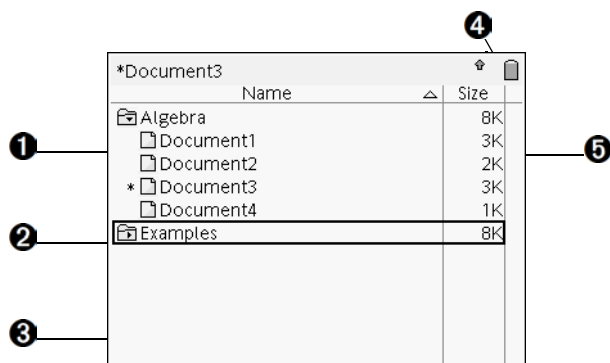 4
*Document3
Name Size
Algebra 8K
1 Document1 3K 5
Document2 2K
* Document3 3K
Document4 1K
2 Examples 8K
3